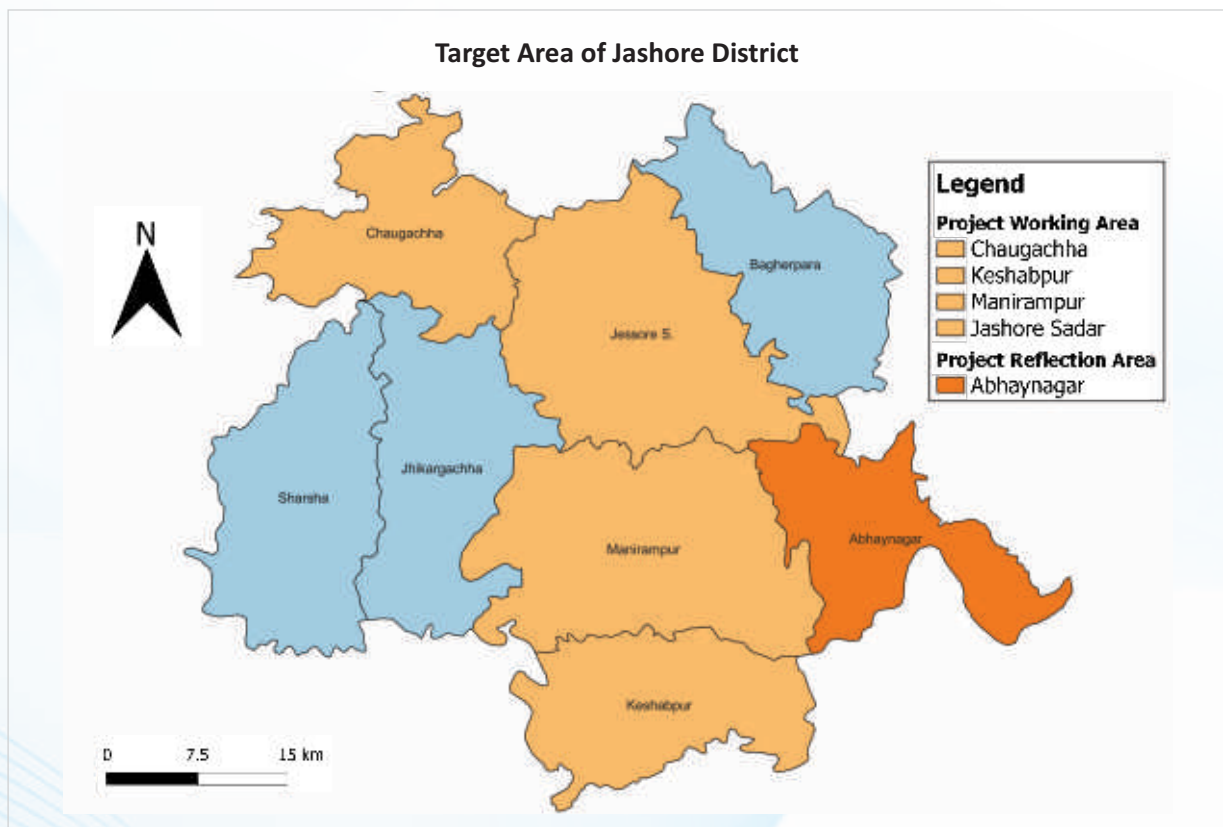 Target Area of Jashore District
N
Chaugachha
Bagherpara
Jessore S.
Jhikargachha
Sharsha
Manirampur
Abhaynagar
Keshabpur
Legend
Project Working Area
Chaugachha
Keshabpur
Manirampur
Jashore Sadar
Project Reflection Area
Abhaynagar
0 7.5 15 km